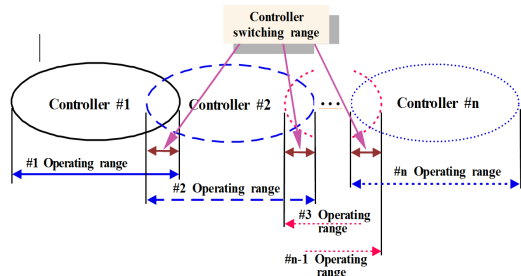 Controller
switching range
Controller #1
Controller #2
...
Controller #n
#1 Operating range
#2 Operating range
#n Operating range
#3 Operating
range
#n-1 Operating
range